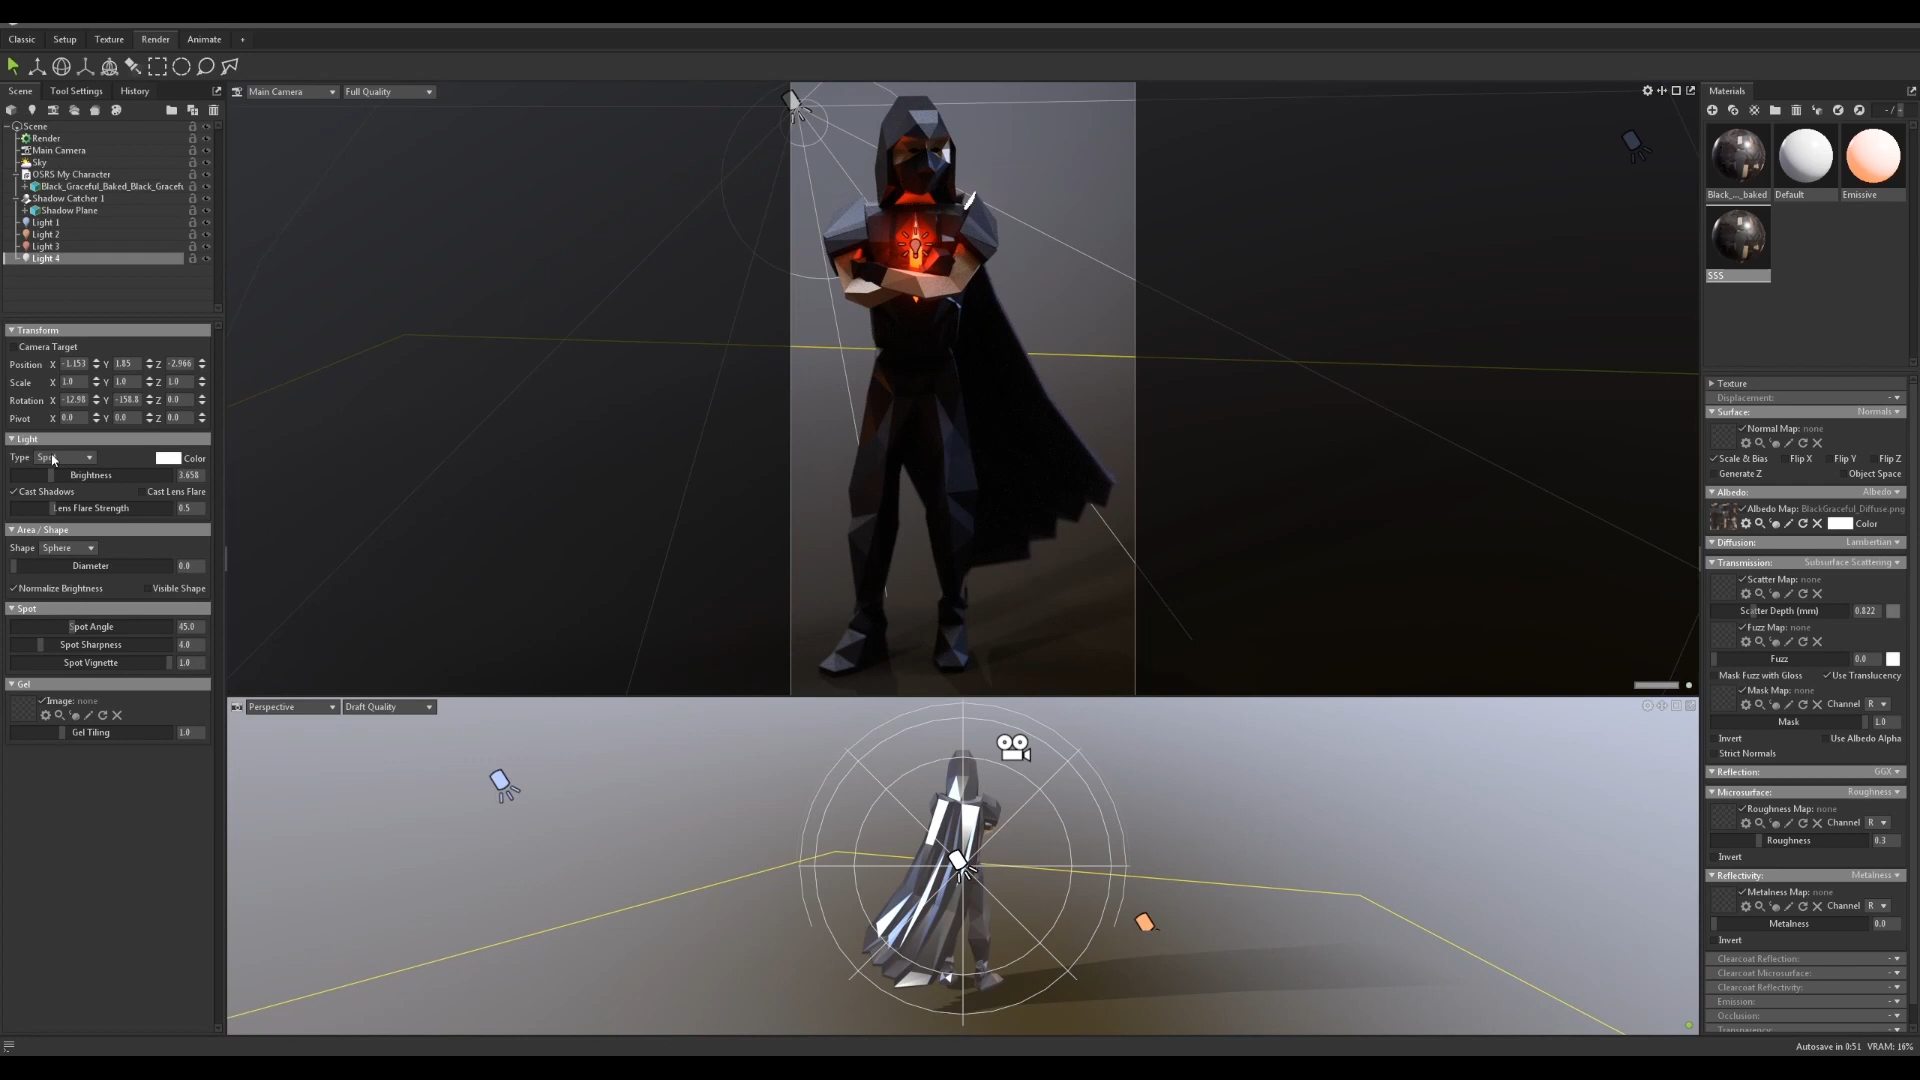 Classic Setup Texture Render Animate +
Scene Tool Settings History
Main Camera Full Quality
Materials
Scene
Render
Main Camera
Sky
OSRS My Character
Black_Graceful_Baked_Black_Gracefu
Shadow Catcher 1
Shadow Plane
Light 1
Light 2
Light 3
Light 4
Transform
Camera Target
Position X -1.153 Y 1.85 Z -2.966
Scale X 1.0 Y 1.0 Z 1.0
Rotation X -12.98 Y -158.8 Z 0.0
Pivot X 0.0 Y 0.0 Z 0.0
Light
Type Spot Color
Brightness 3.658
Cast Shadows Cast Lens Flare
Lens Flare Strength 0.5
Area / Shape
Shape Sphere
Diameter 0.0
Normalize Brightness Visible Shape
Spot
Spot Angle 45.0
Spot Sharpness 4.0
Spot Vignette 1.0
Gel
Image: none
Gel Tiling 1.0
Perspective Draft Quality
Black_..._baked Default Emissive
SSS
Texture
Displacement:
Surface: Normals
Normal Map: none
Scale & Bias Flip X Flip Y Flip Z
Generate Z Object Space
Albedo: Albedo
Albedo Map: BlackGraceful_Diffuse.png
Color
Diffusion: Lambertian
Transmission: Subsurface Scattering
Scatter Map: none
Scatter Depth (mm) 0.822
Fuzz Map: none
Fuzz 0.0
Mask Fuzz with Gloss Use Translucency
Mask Map: none
Channel R
Mask 1.0
Invert Use Albedo Alpha
Strict Normals
Reflection: GGX
Microsurface: Roughness
Roughness Map: none
Channel R
Roughness 0.3
Invert
Reflectivity: Metalness
Metalness Map: none
Channel R
Metalness 0.0
Invert
Clearcoat Reflection:
Clearcoat Microsurface:
Clearcoat Reflectivity:
Emission:
Occlusion:
Transparency:
Autosave in 0:51 VRAM: 16%